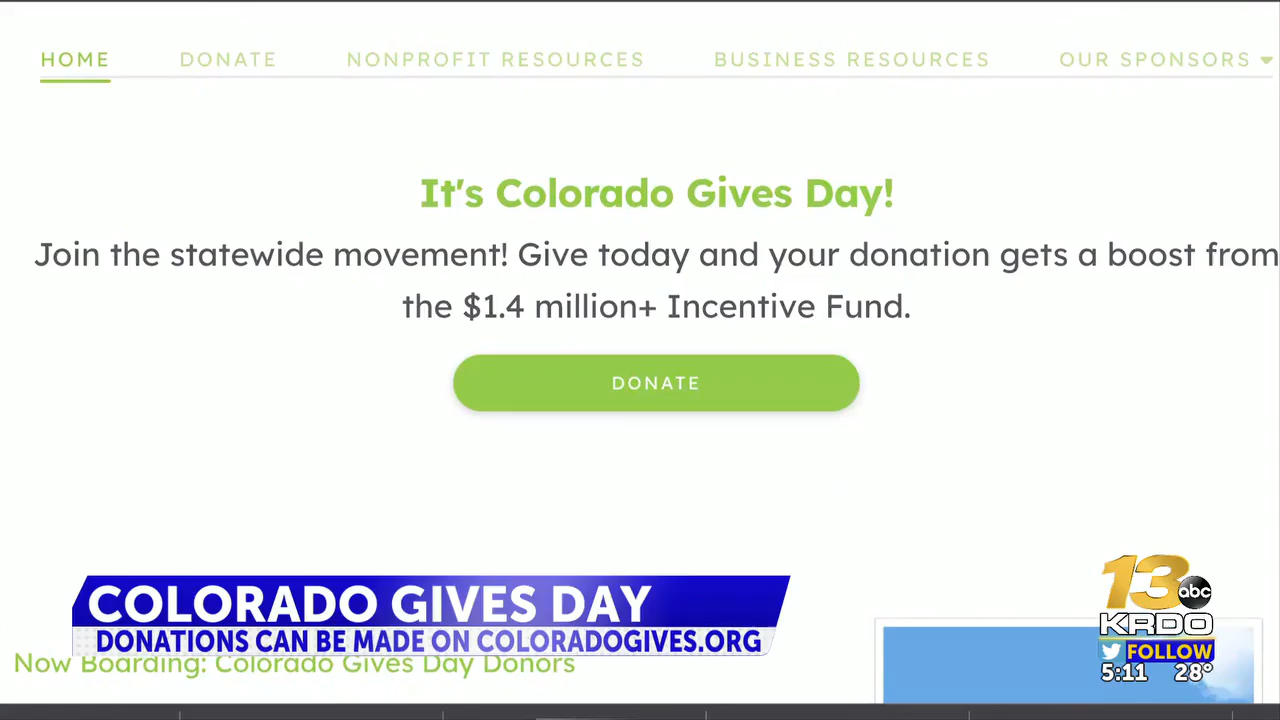 HOME DONATE NONPROFIT RESOURCES BUSINESS RESOURCES OUR SPONSORS
It's Colorado Gives Day!
Join the statewide movement! Give today and your donation gets a boost from
the $1.4 million+ Incentive Fund.
DONATE
COLORADO GIVES DAY
DONATIONS CAN BE MADE ON COLORADOGIVES.ORG
Now Boarding: Colorado Gives Day Donors
13 abc
KRDO
FOLLOW
5:11 28°